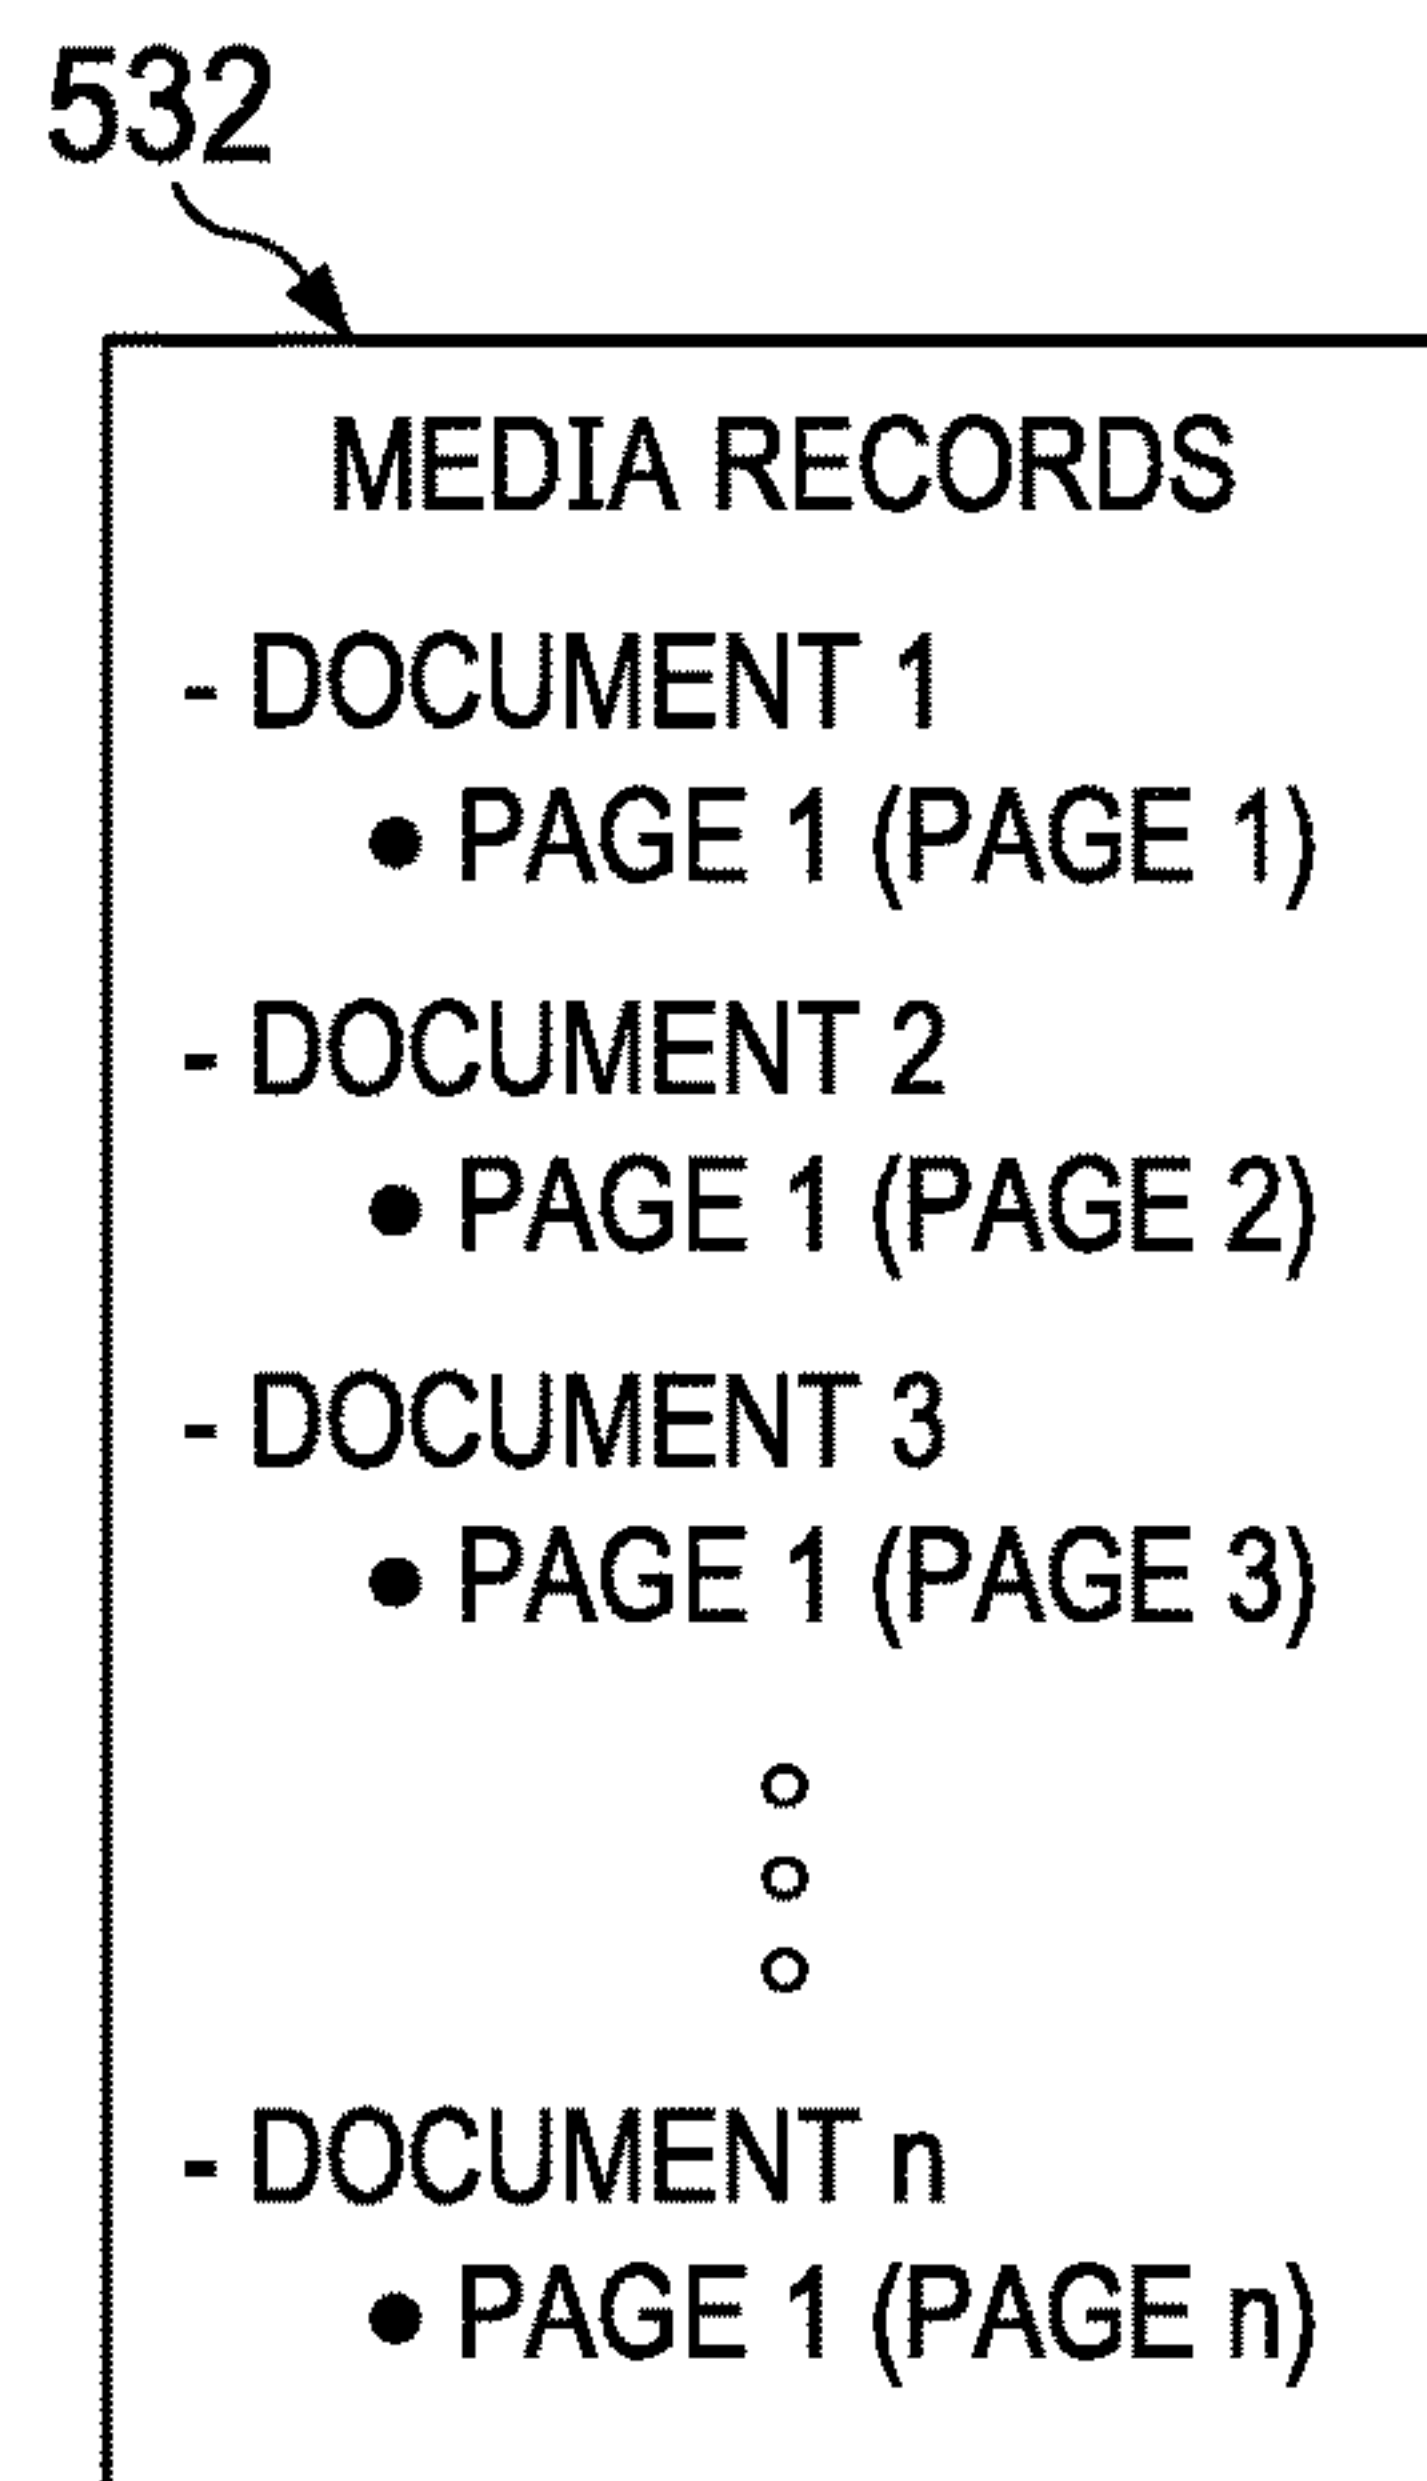 532
MEDIA RECORDS
- DOCUMENT 1
● PAGE 1 (PAGE 1)
- DOCUMENT 2
● PAGE 1 (PAGE 2)
- DOCUMENT 3
● PAGE 1 (PAGE 3)
- DOCUMENT n
● PAGE 1 (PAGE n)